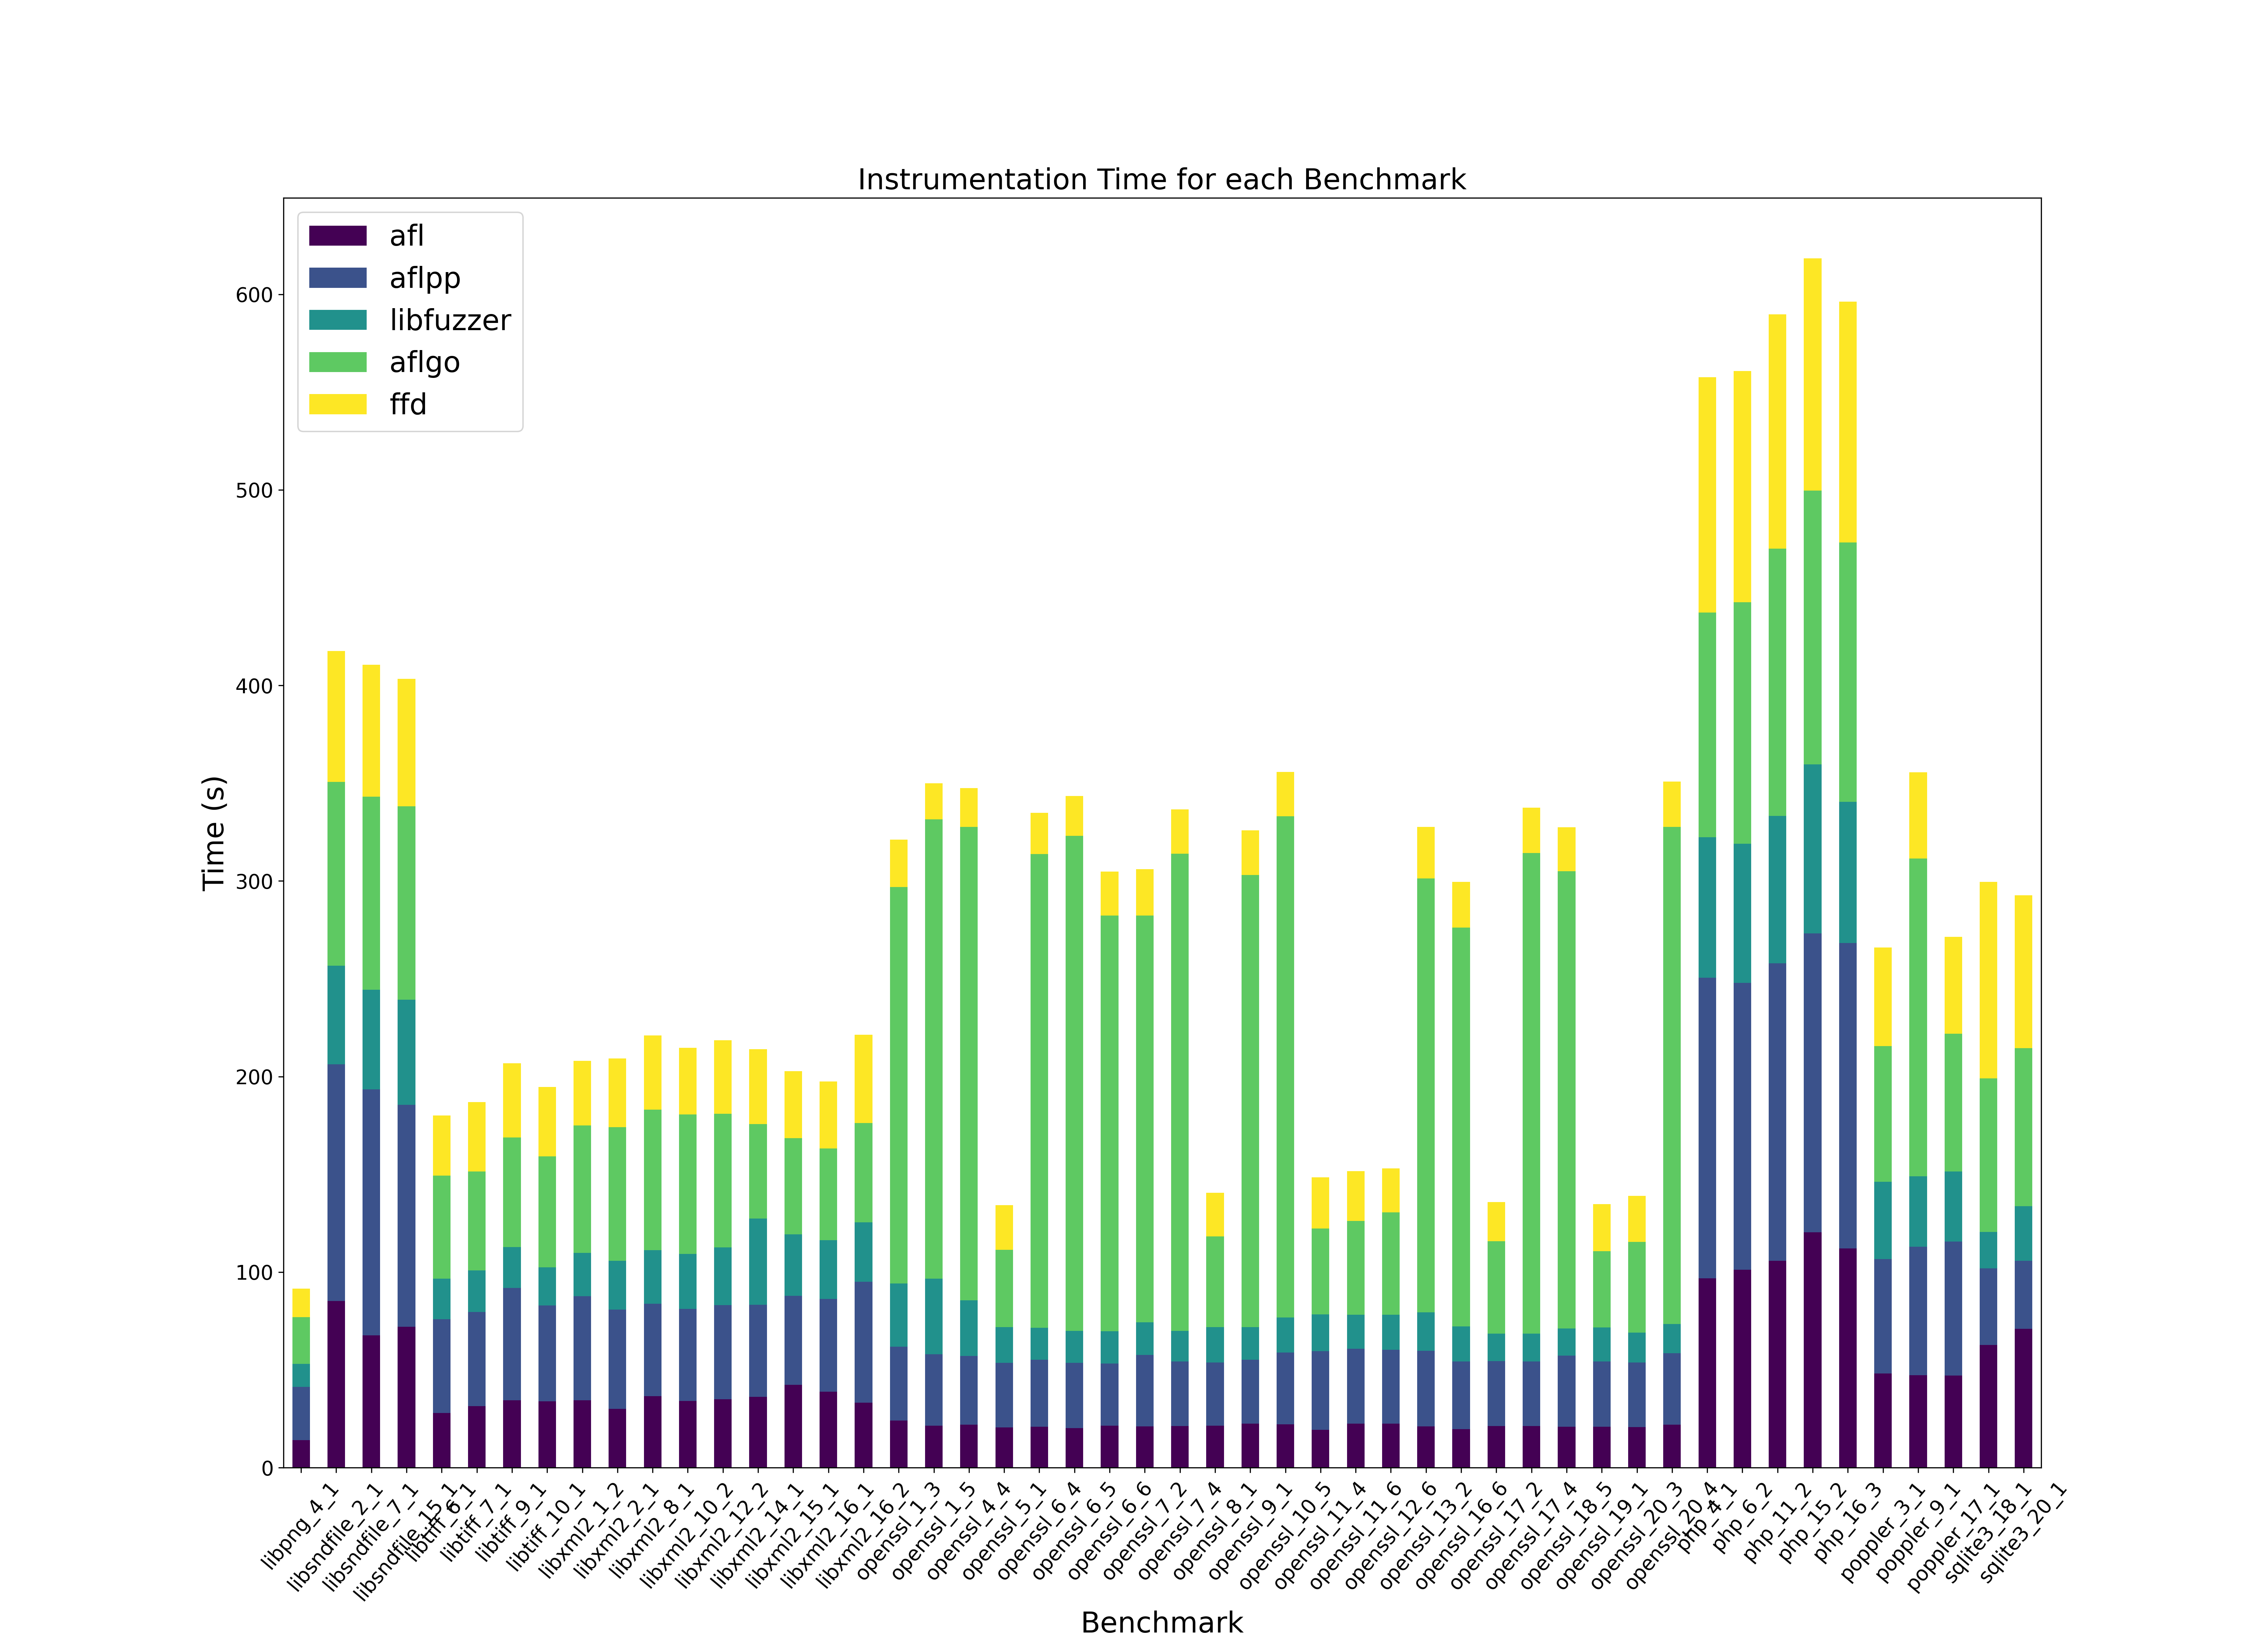 Instrumentation Time for each Benchmark
afl
aflpp
libfuzzer
aflgo
ffd
600
500
400
300
200
100
0
Time (s)
libpng_4_1
libsndfile_2_1
libsndfile_7_1
libsndfile_15_1
libtiff_6_1
libtiff_7_1
libtiff_9_1
libtiff_10_1
libxml2_1_2
libxml2_2_1
libxml2_8_1
libxml2_10_2
libxml2_12_2
libxml2_14_1
libxml2_15_1
libxml2_16_1
libxml2_16_2
openssl_1_3
openssl_1_5
openssl_4_4
openssl_5_1
openssl_6_4
openssl_6_5
openssl_6_6
openssl_7_2
openssl_7_4
openssl_8_1
openssl_9_1
openssl_10_5
openssl_11_4
openssl_11_6
openssl_12_6
openssl_13_2
openssl_16_6
openssl_17_2
openssl_17_4
openssl_18_5
openssl_19_1
openssl_20_3
openssl_20_4
php_4_1
php_6_2
php_11_2
php_15_2
php_16_3
poppler_3_1
poppler_9_1
poppler_17_1
sqlite3_18_1
sqlite3_20_1
Benchmark